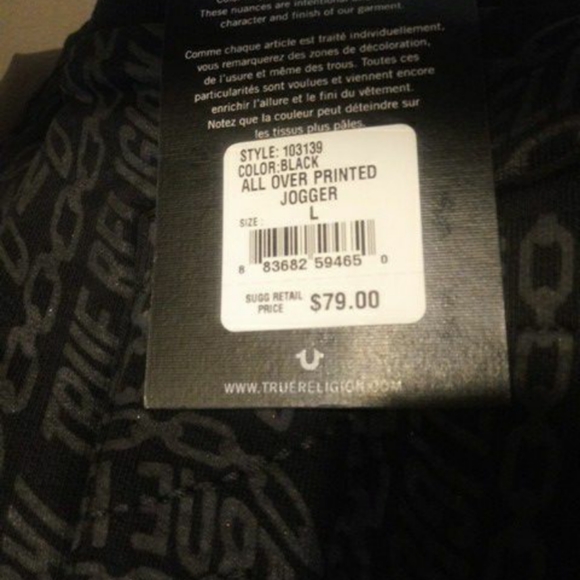 These nuances are intentional
character and finish of our garment.
Comme chaque article est traité individuellement,
vous remarquerez des zones de décoloration,
de l'usure et même des trous. Toutes ces
particularités sont voulues et viennent encore
enrichir l'allure et le fini du vêtement.
Notez que la couleur peut déteindre sur
les tissus plus pâles.
STYLE: 103139
COLOR:BLACK
ALL OVER PRINTED
JOGGER
SIZE : L
8 83682 59465 0
SUGG RETAIL
PRICE $79.00
WWW.TRUERELIGION.COM
TRUE RELIGION